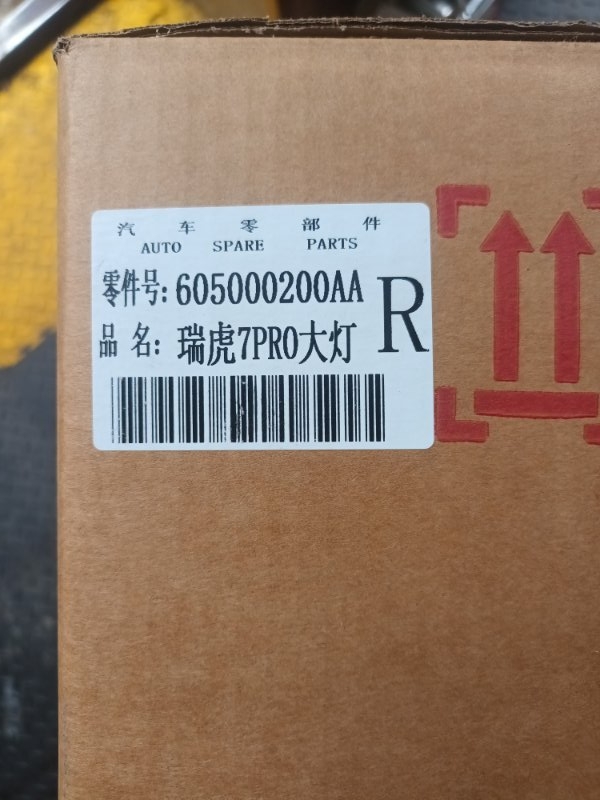 汽车零部件
AUTO SPARE PARTS
零件号: 605000200AA
品名: 瑞虎7PRO大灯
R